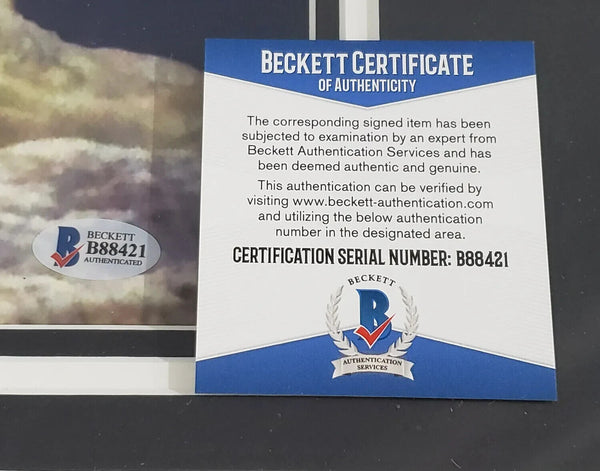 BECKETT CERTIFICATE
OF AUTHENTICITY
The corresponding signed item has been
subjected to examination by an expert from
Beckett Authentication Services and has
been deemed authentic and genuine.
This authentication can be verified by
visiting www.beckett-authentication.com
and utilizing the below authentication
number in the designated area.
CERTIFICATION SERIAL NUMBER: B88421
BECKETT
B
AUTHENTICATION
SERVICES
B
BECKETT
B88421
AUTHENTICATED